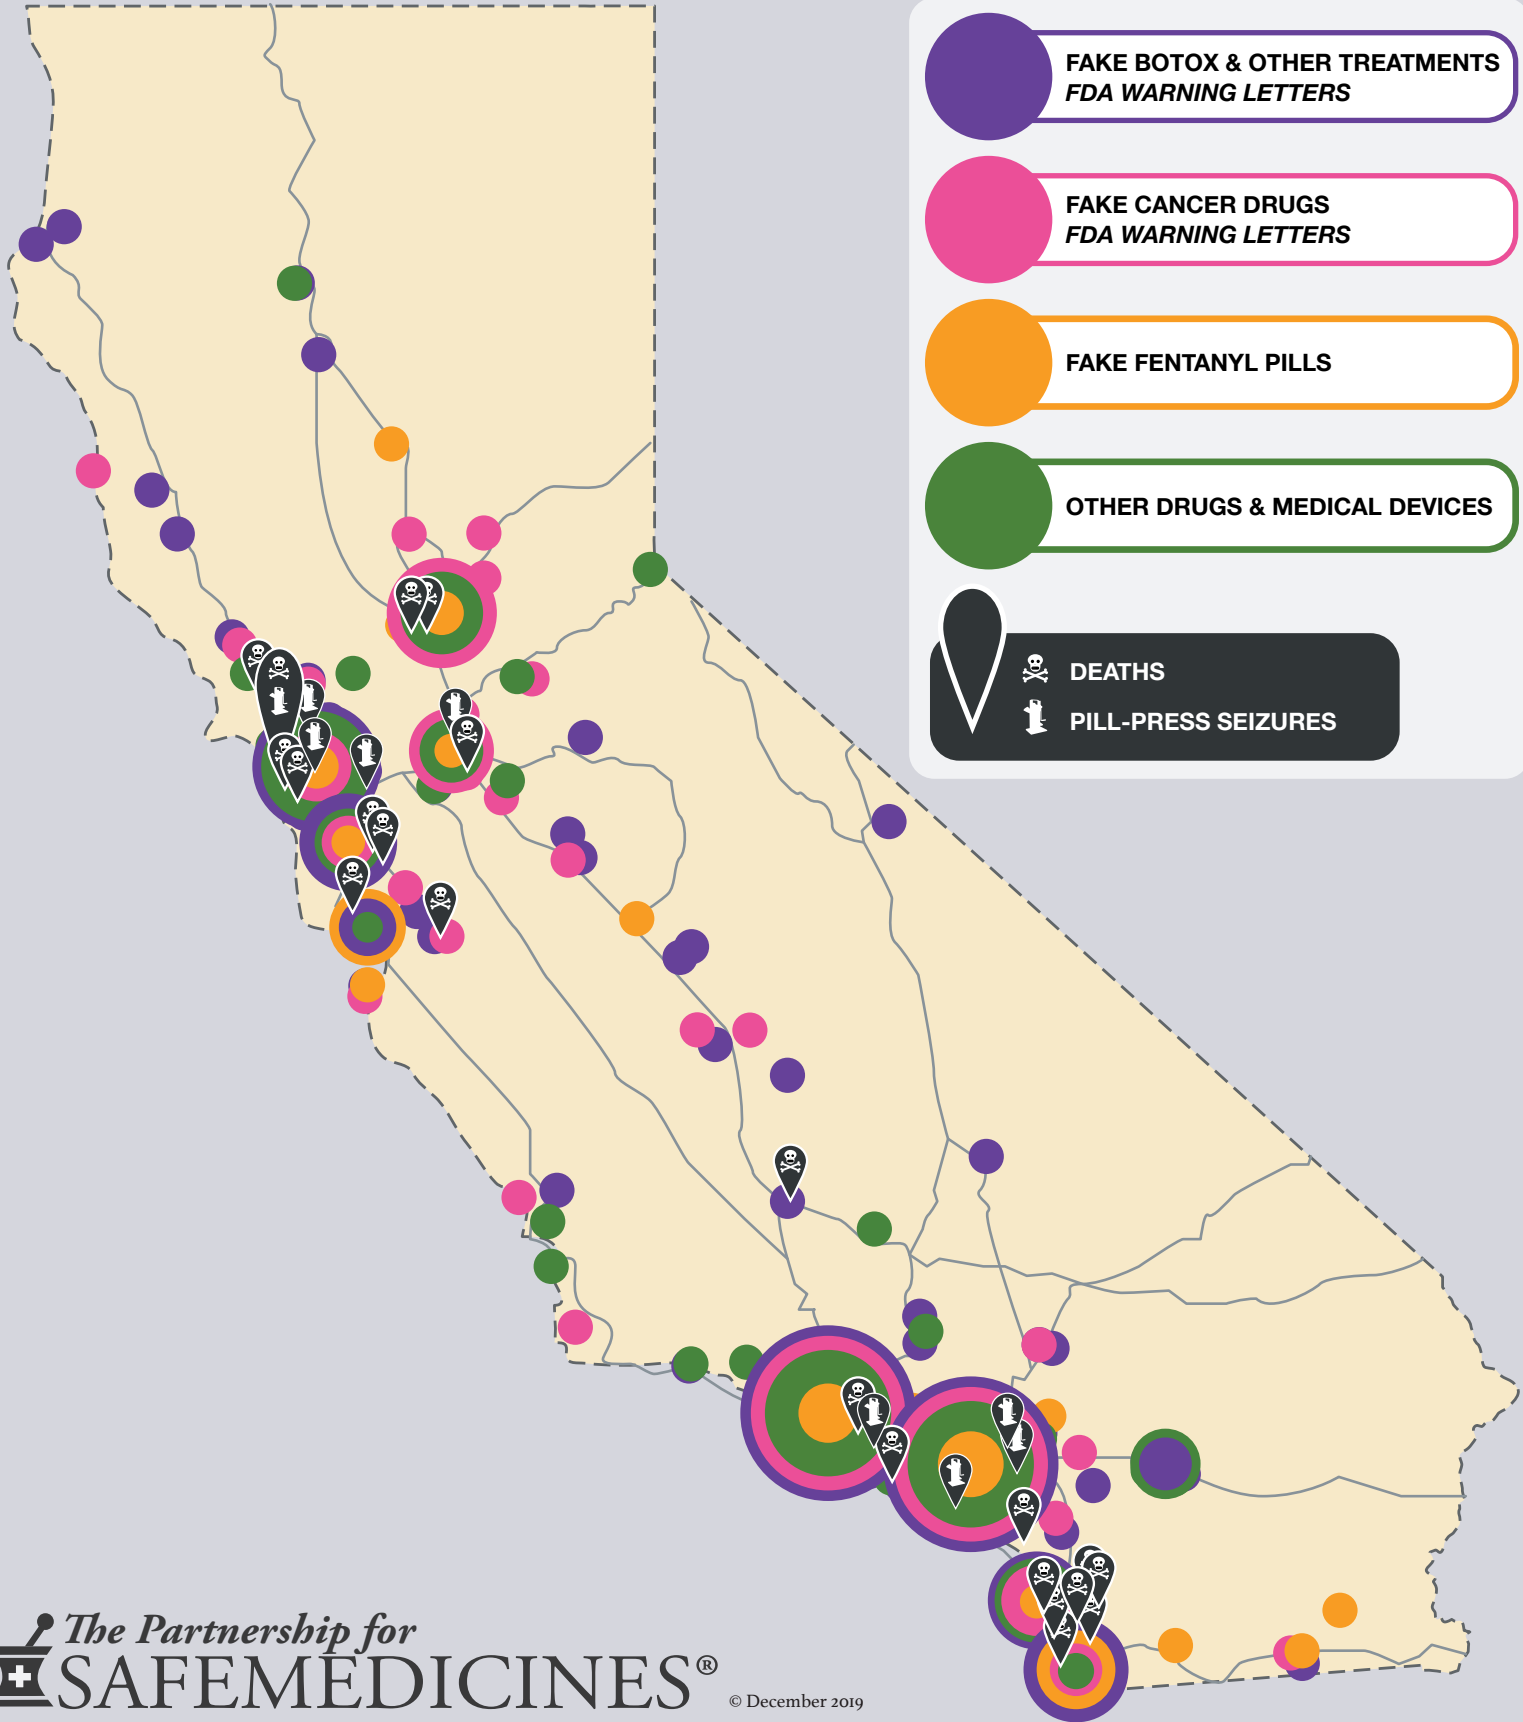 FAKE BOTOX & OTHER TREATMENTS
FDA WARNING LETTERS
FAKE CANCER DRUGS
FDA WARNING LETTERS
FAKE FENTANYL PILLS
OTHER DRUGS & MEDICAL DEVICES
DEATHS
PILL-PRESS SEIZURES
The Partnership for
SAFEMEDICINES®
© December 2019